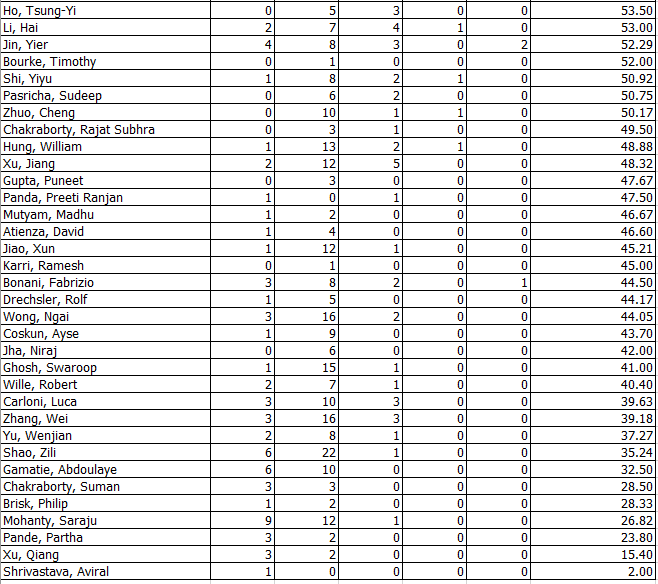 Ho, Tsung-Yi 0 5 3 0 0 53.50
Li, Hai 2 7 4 1 0 53.00
Jin, Yier 4 8 3 0 2 52.29
Bourke, Timothy 0 1 0 0 0 52.00
Shi, Yiyu 1 8 2 1 0 50.92
Pasricha, Sudeep 0 6 2 0 0 50.75
Zhuo, Cheng 0 10 1 1 0 50.17
Chakraborty, Rajat Subhra 0 3 1 0 0 49.50
Hung, William 1 13 2 1 0 48.88
Xu, Jiang 2 12 5 0 0 48.32
Gupta, Puneet 0 3 0 0 0 47.67
Panda, Preeti Ranjan 1 0 1 0 0 47.50
Mutyam, Madhu 1 2 0 0 0 46.67
Atienza, David 1 4 0 0 0 46.60
Jiao, Xun 1 12 1 0 0 45.21
Karri, Ramesh 0 1 0 0 0 45.00
Bonani, Fabrizio 3 8 2 0 1 44.50
Drechsler, Rolf 1 5 0 0 0 44.17
Wong, Ngai 3 16 2 0 0 44.05
Coskun, Ayse 1 9 0 0 0 43.70
Jha, Niraj 0 6 0 0 0 42.00
Ghosh, Swaroop 1 15 1 0 0 41.00
Wille, Robert 2 7 1 0 0 40.40
Carloni, Luca 3 10 3 0 0 39.63
Zhang, Wei 3 16 3 0 0 39.18
Yu, Wenjian 2 8 1 0 0 37.27
Shao, Zili 6 22 1 0 0 35.24
Gamatie, Abdoulaye 6 10 0 0 0 32.50
Chakraborty, Suman 3 3 0 0 0 28.50
Brisk, Philip 1 2 0 0 0 28.33
Mohanty, Saraju 9 12 1 0 0 26.82
Pande, Partha 3 2 0 0 0 23.80
Xu, Qiang 3 2 0 0 0 15.40
Shrivastava, Aviral 1 0 0 0 0 2.00